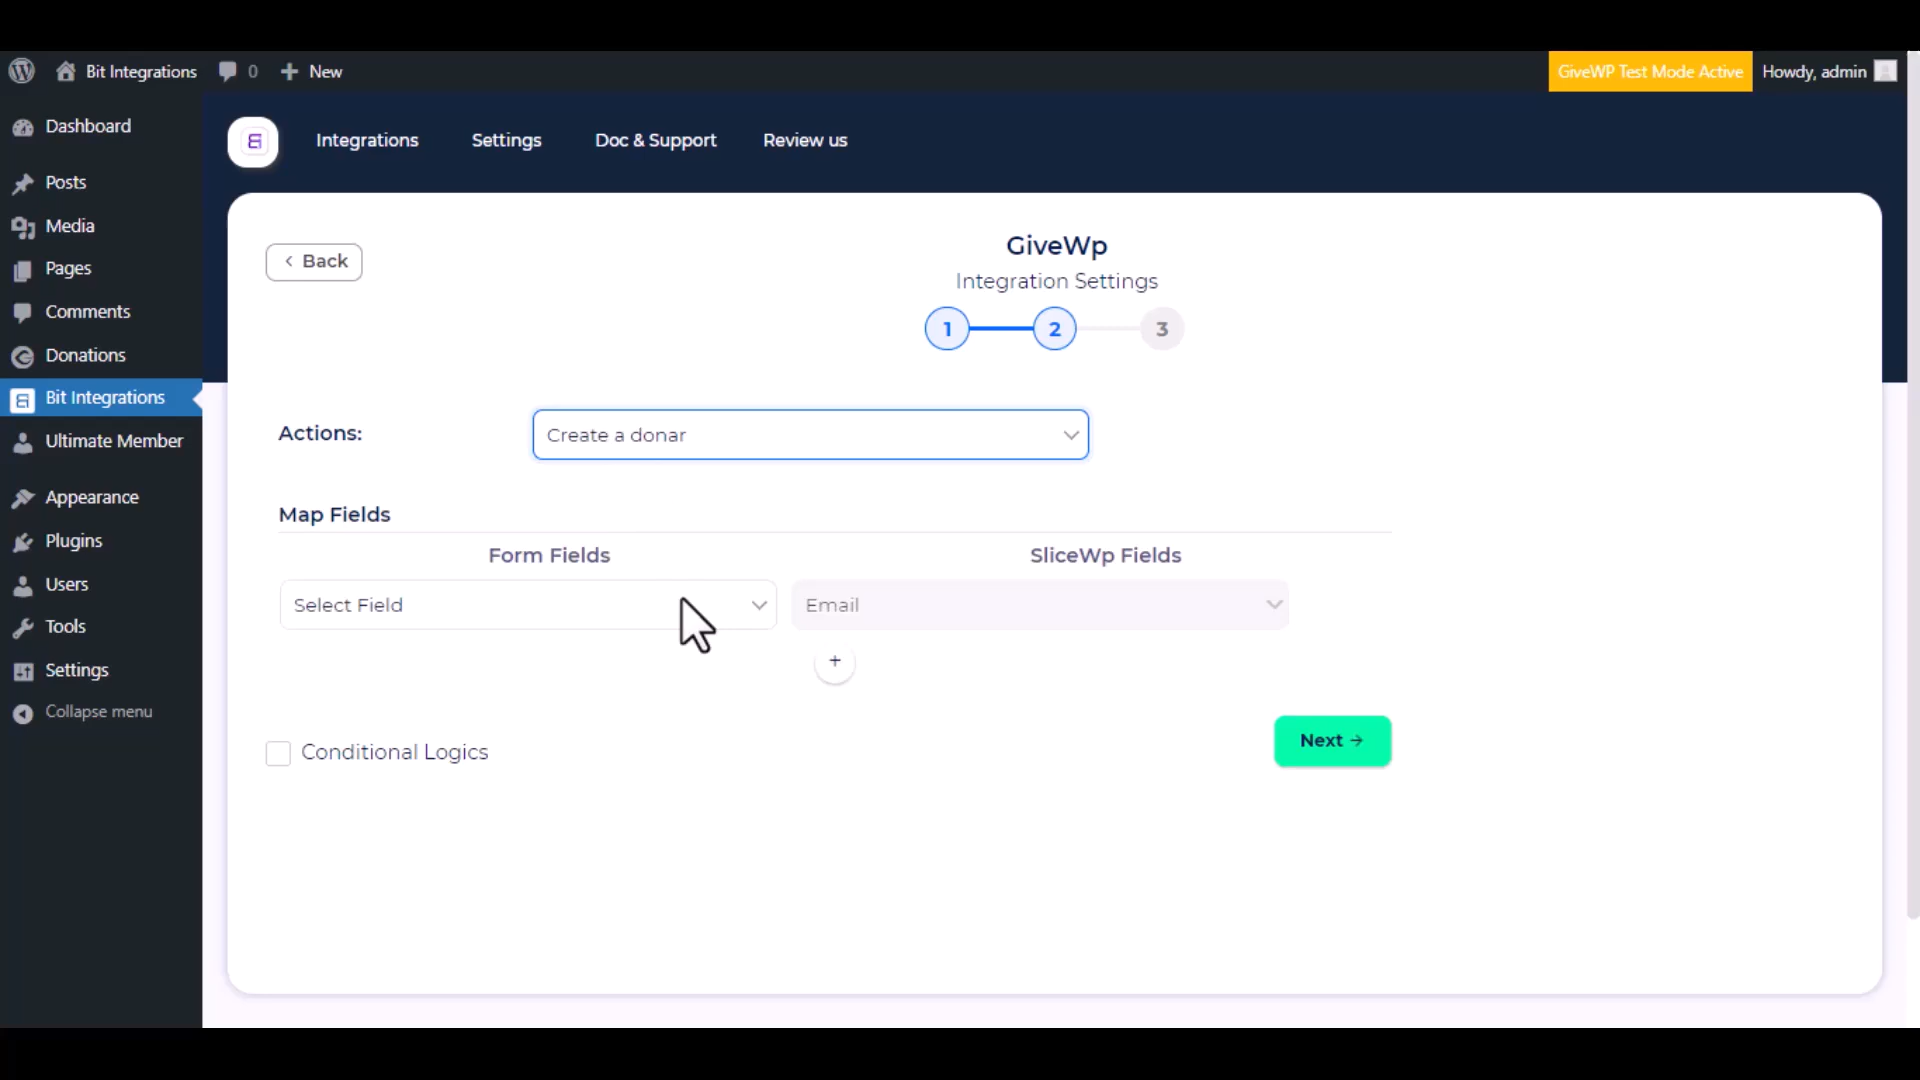 Bit Integrations
0
New
GiveWP Test Mode Active
Howdy, admin
Dashboard
Posts
Media
Pages
Comments
Donations
Bit Integrations
Ultimate Member
Appearance
Plugins
Users
Tools
Settings
Collapse menu
Integrations
Settings
Doc & Support
Review us
Back
GiveWp
Integration Settings
1
2
3
Actions:
Create a donar
Map Fields
Form Fields
SliceWp Fields
Select Field
Email
+
Conditional Logics
Next →